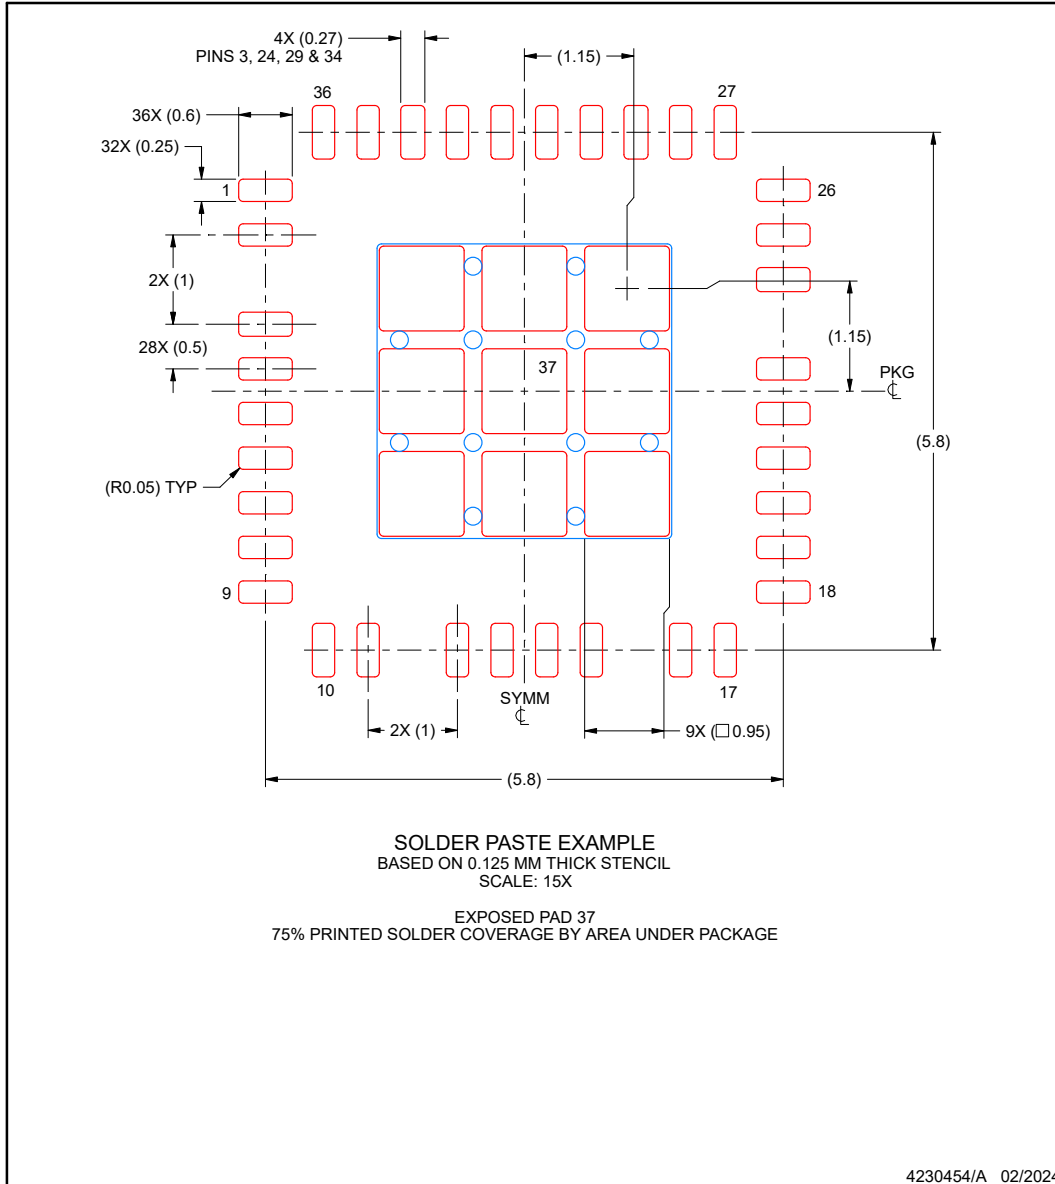 4X (0.27)
PINS 3, 24, 29 & 34
(1.15)
36
27
36X (0.6)
32X (0.25)
1
26
2X (1)
28X (0.5)
(1.15)
37
PKG
(5.8)
(R0.05) TYP
9
18
10
17
SYMM
2X (1)
9X (□ 0.95)
(5.8)
SOLDER PASTE EXAMPLE
BASED ON 0.125 MM THICK STENCIL
SCALE: 15X
EXPOSED PAD 37
75% PRINTED SOLDER COVERAGE BY AREA UNDER PACKAGE
4230454/A 02/2024